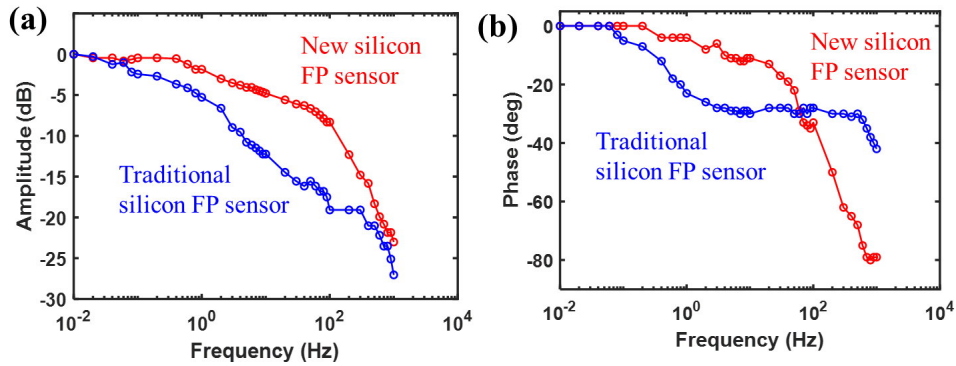 (a)
0
-5
-10
-15
-20
-25
-30
Amplitude (dB)
New silicon
FP sensor
Traditional
silicon FP sensor
10^-2
10^0
10^2
10^4
Frequency (Hz)
(b)
0
-20
-40
-60
-80
Phase (deg)
New silicon
FP sensor
Traditional
silicon FP sensor
10^-2
10^0
10^2
10^4
Frequency (Hz)